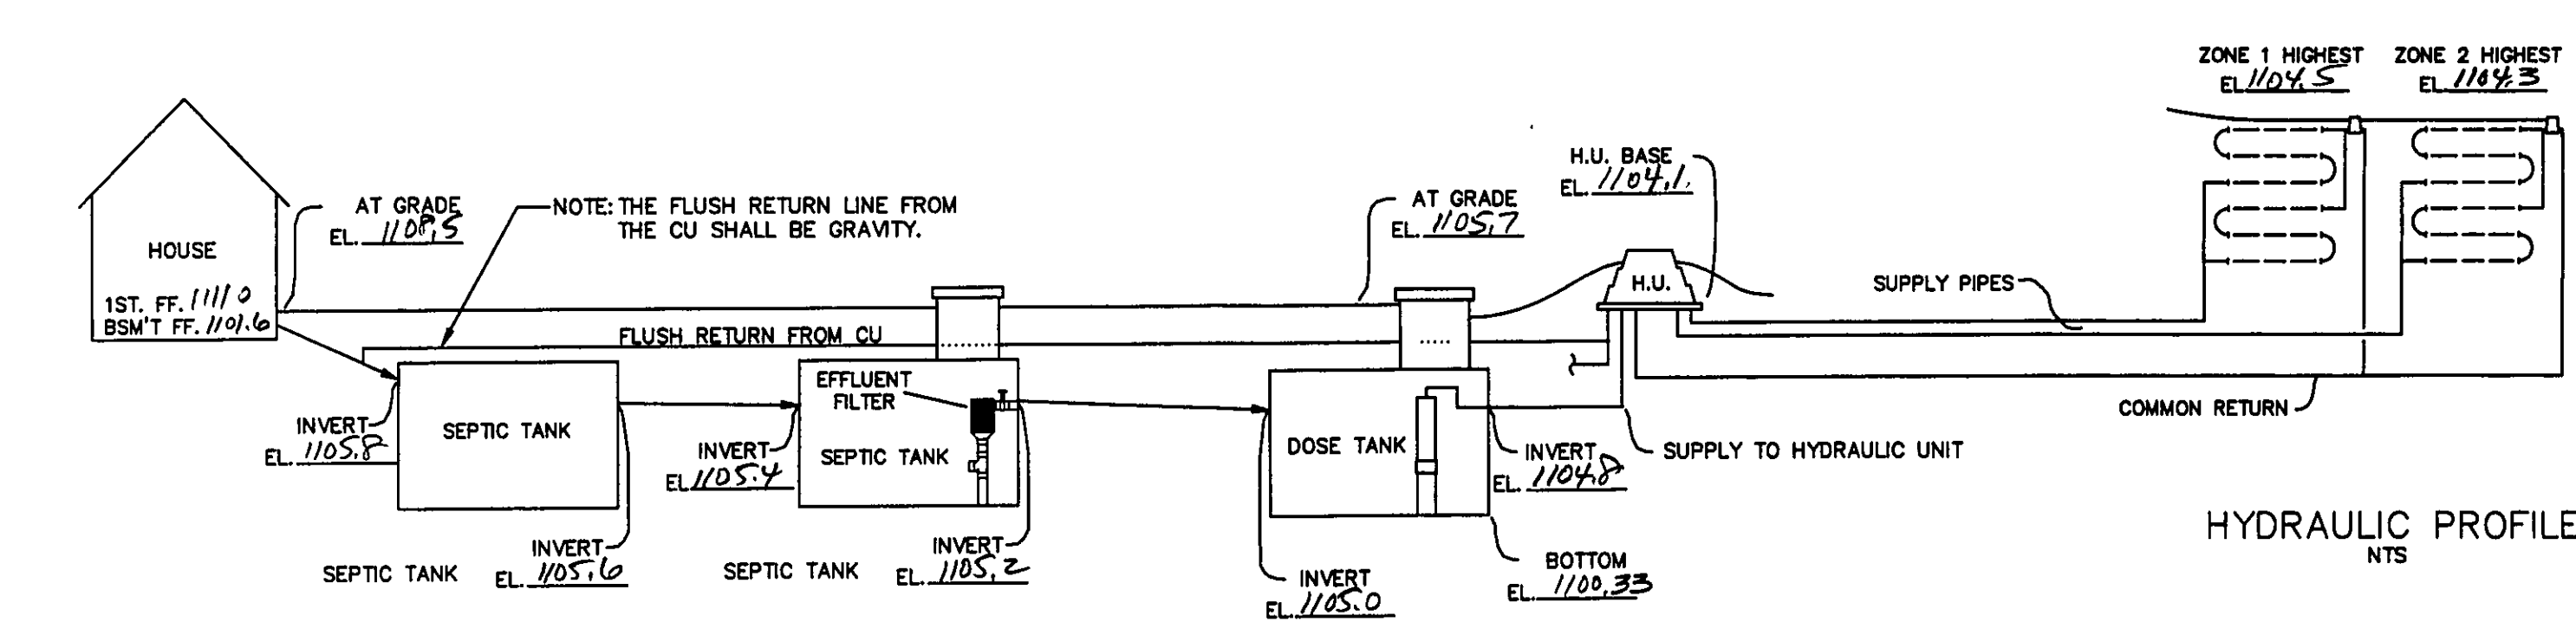 ZONE 1 HIGHEST
EL. 1104.5
ZONE 2 HIGHEST
EL. 1104.3
H.U. BASE
EL. 1104.1
AT GRADE
EL. 1108.5
NOTE: THE FLUSH RETURN LINE FROM
THE CU SHALL BE GRAVITY.
AT GRADE
EL. 1105.7
HOUSE
1ST. FF. 1111.0
BSM'T FF. 1101.6
H.U.
SUPPLY PIPES
FLUSH RETURN FROM CU
EFFLUENT
FILTER
COMMON RETURN
INVERT
EL. 1105.8
SEPTIC TANK
INVERT
EL. 1105.4
SEPTIC TANK
DOSE TANK
INVERT
EL. 1104.8
SUPPLY TO HYDRAULIC UNIT
HYDRAULIC PROFILE
NTS
SEPTIC TANK
INVERT
EL. 1105.6
SEPTIC TANK
INVERT
EL. 1105.2
INVERT
EL. 1105.0
BOTTOM
EL. 1100.33